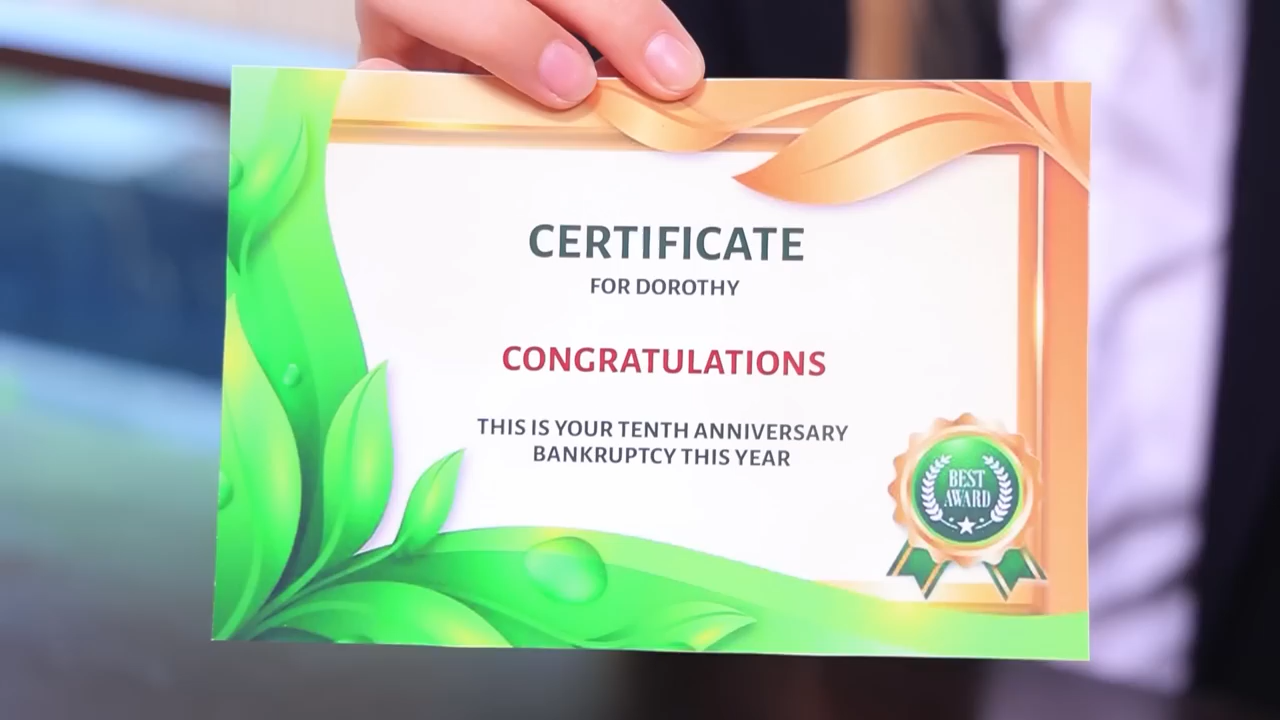 CERTIFICATE
FOR DOROTHY
CONGRATULATIONS
THIS IS YOUR TENTH ANNIVERSARY
BANKRUPTCY THIS YEAR
BEST
AWARD